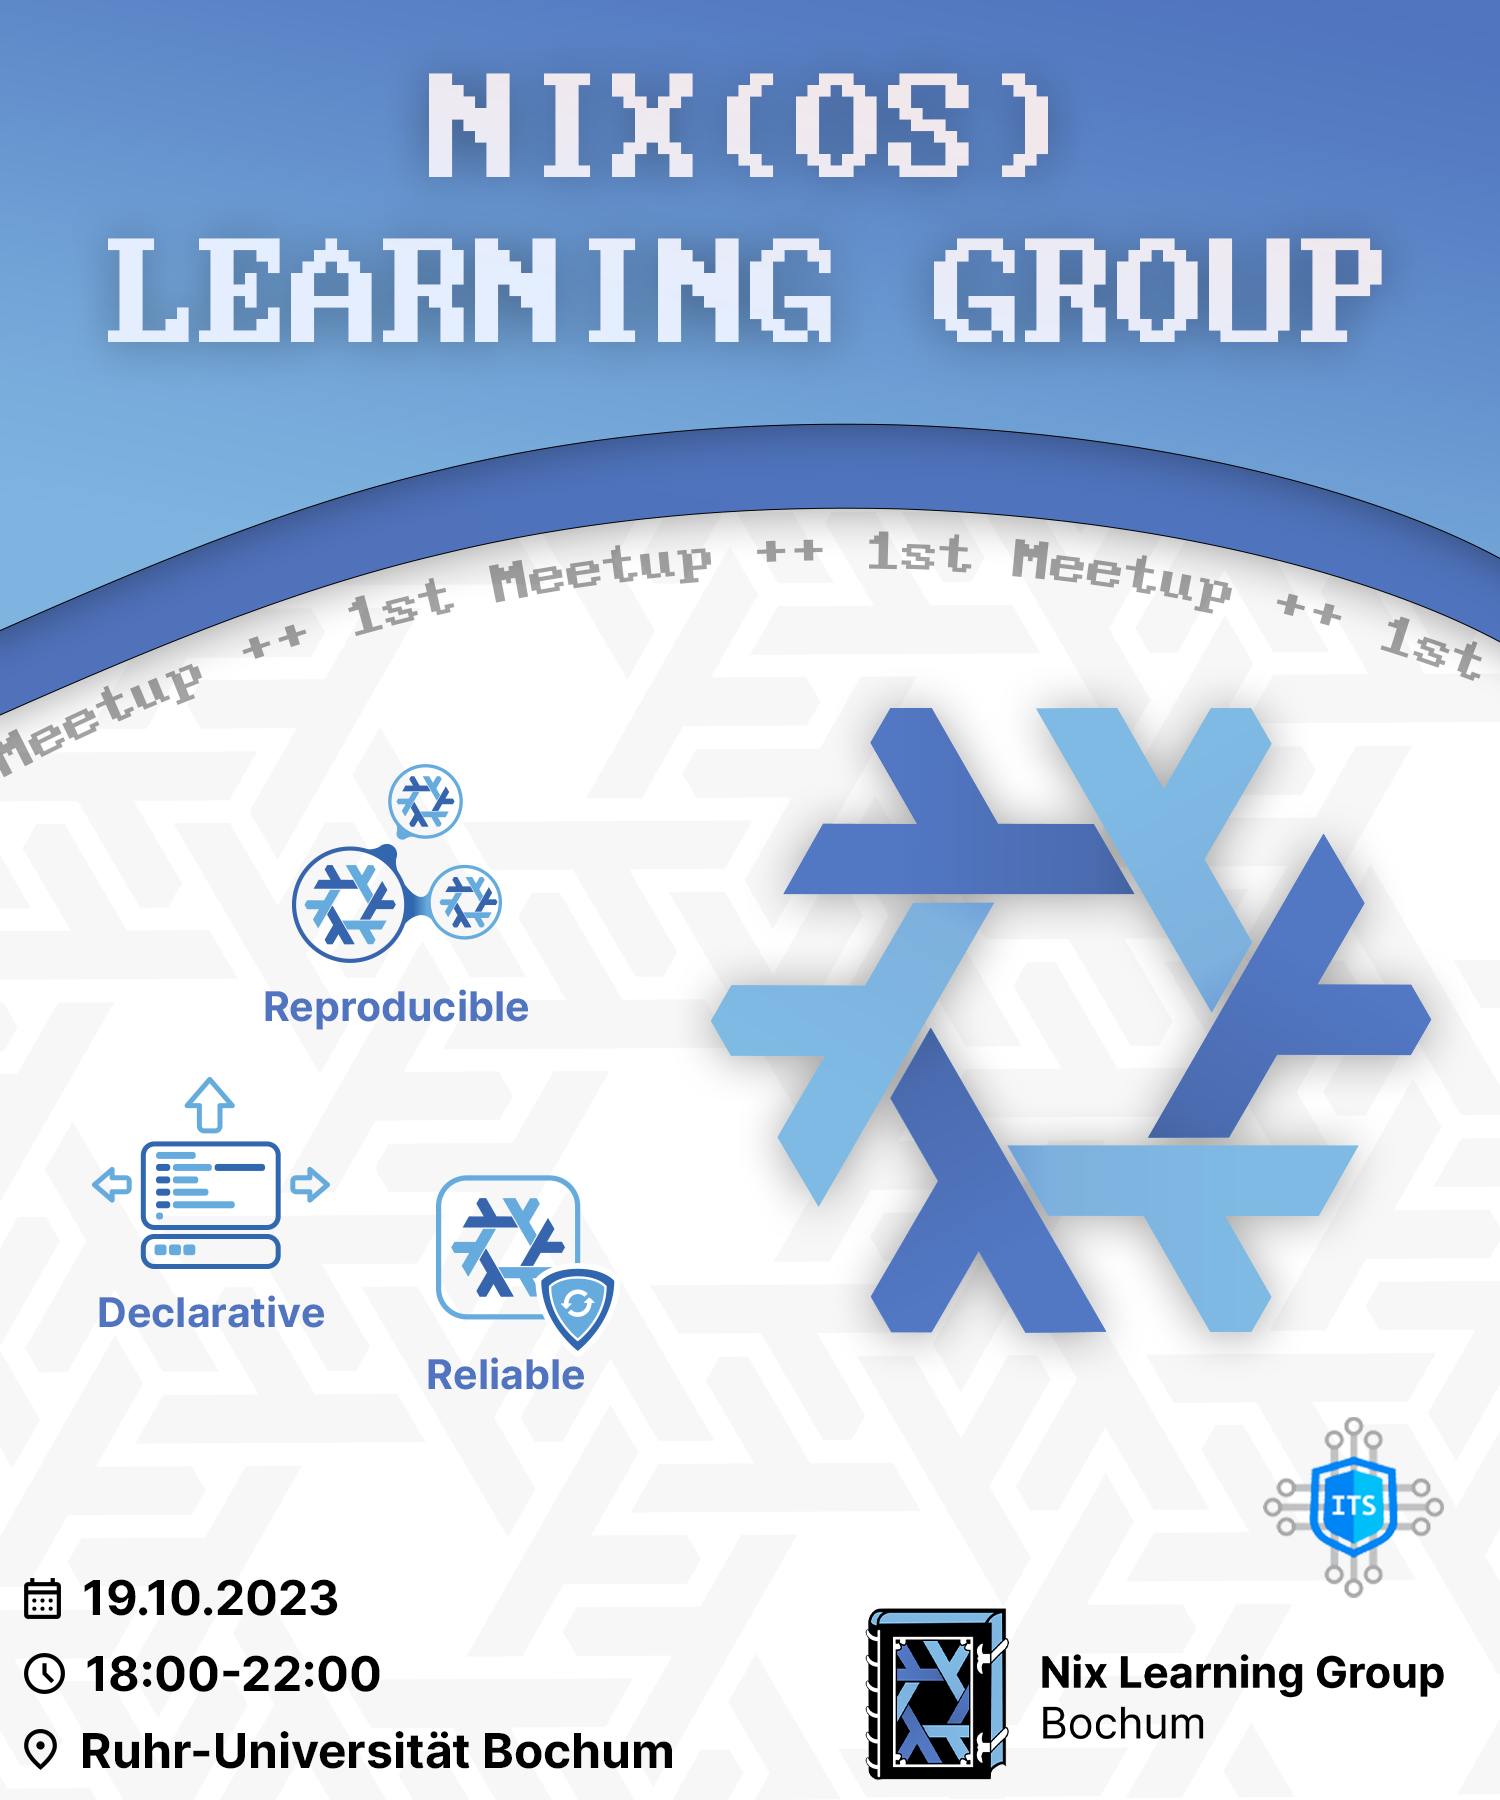 NIX(OS)
LEARNING GROUP
Meetup ++ 1st Meetup ++ 1st Meetup ++ 1st
Reproducible
Declarative
Reliable
ITS
19.10.2023
18:00-22:00
Ruhr-Universität Bochum
Nix Learning Group
Bochum